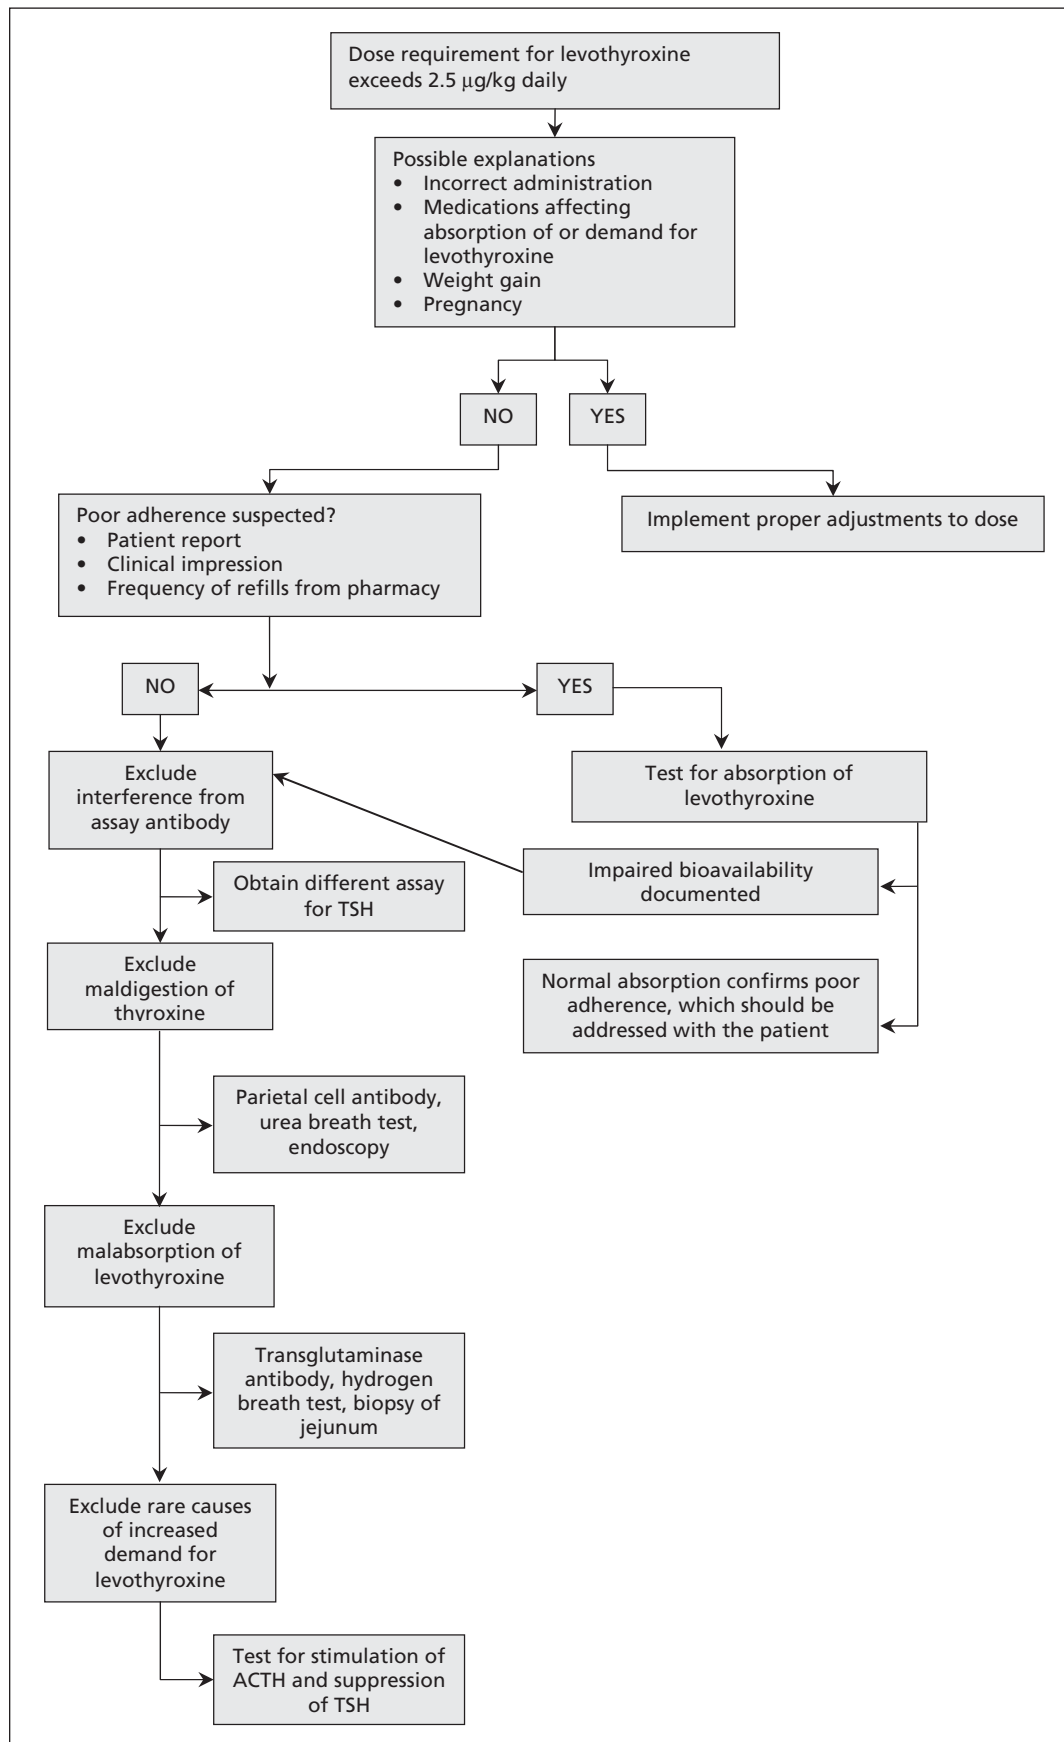 Dose requirement for levothyroxine
exceeds 2.5 µg/kg daily
Possible explanations
• Incorrect administration
• Medications affecting
absorption of or demand for
levothyroxine
• Weight gain
• Pregnancy
NO
YES
Implement proper adjustments to dose
Poor adherence suspected?
• Patient report
• Clinical impression
• Frequency of refills from pharmacy
NO
YES
Exclude
interference from
assay antibody
Test for absorption of
levothyroxine
Impaired bioavailability
documented
Obtain different assay
for TSH
Exclude
maldigestion of
thyroxine
Normal absorption confirms poor
adherence, which should be
addressed with the patient
Parietal cell antibody,
urea breath test,
endoscopy
Exclude
malabsorption of
levothyroxine
Transglutaminase
antibody, hydrogen
breath test, biopsy of
jejunum
Exclude rare causes
of increased
demand for
levothyroxine
Test for stimulation of
ACTH and suppression
of TSH